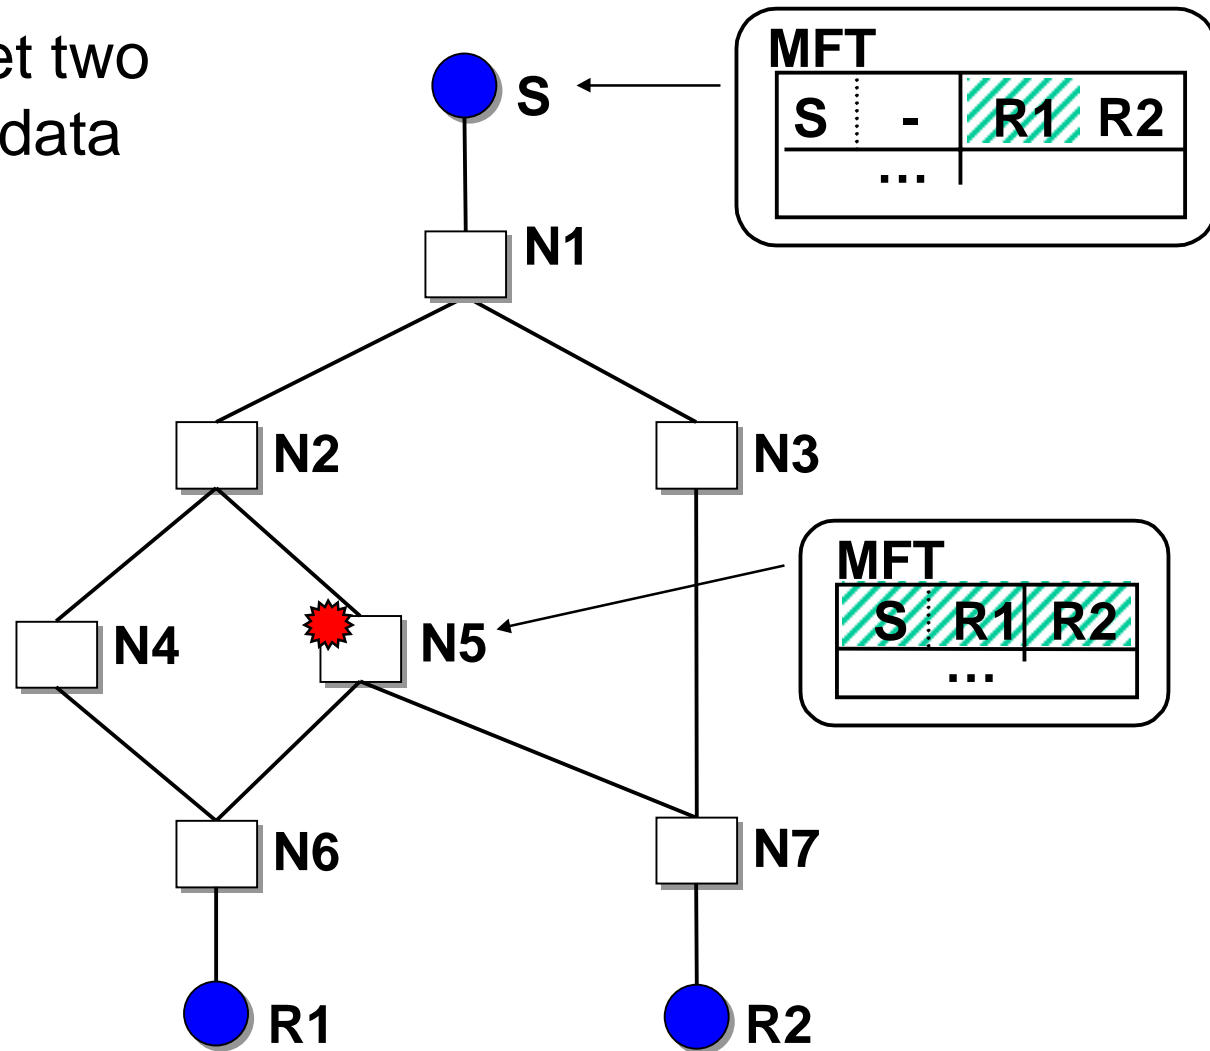 et two
data
S
MFT
S - R1 R2
...
N1
N2
N3
MFT
S R1 R2
...
N4
N5
N6
N7
R1
R2